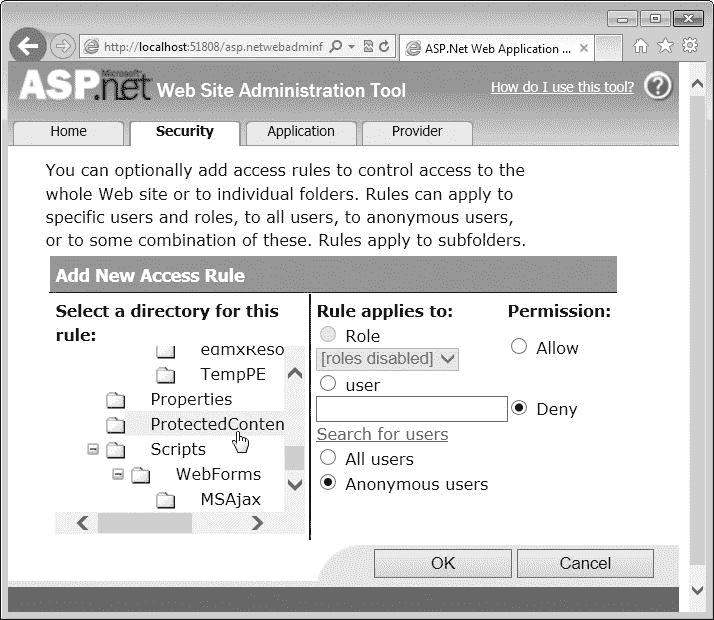 http://localhost:51808/asp.netwebadminf
ASP.Net Web Application ...
Microsoft
ASP.net Web Site Administration Tool
How do I use this tool? ?
Home Security Application Provider
You can optionally add access rules to control access to the
whole Web site or to individual folders. Rules can apply to
specific users and roles, to all users, to anonymous users,
or to some combination of these. Rules apply to subfolders.
Add New Access Rule
Select a directory for this
rule:
edmxReso
TempPE
Properties
ProtectedConten
Scripts
WebForms
MSAjax
Rule applies to:
Role
[roles disabled]
user
Search for users
All users
Anonymous users
Permission:
Allow
Deny
OK Cancel